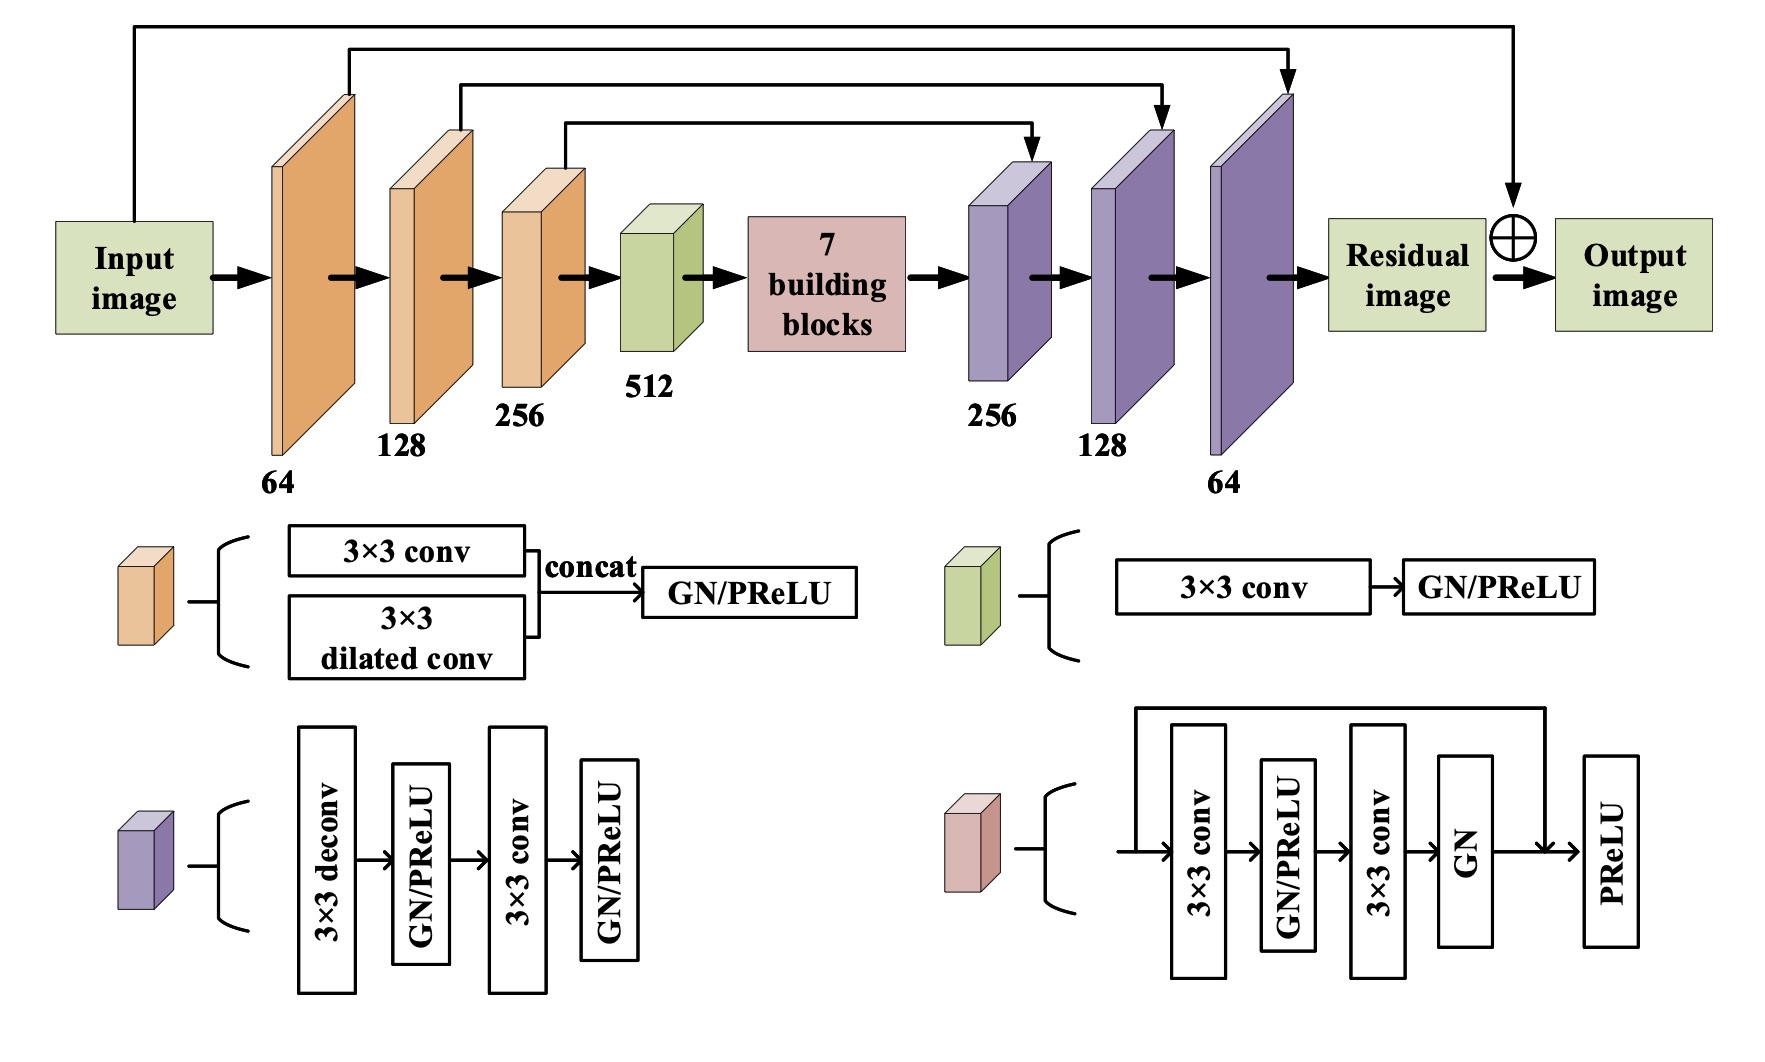 Input
image
7
building
blocks
Residual
image
Output
image
64
128
256
512
256
128
64
3×3 conv
3×3
dilated conv
concat
GN/PReLU
3×3 conv
GN/PReLU
3×3 deconv
GN/PReLU
3×3 conv
GN/PReLU
3×3 conv
GN/PReLU
3×3 conv
GN
PReLU